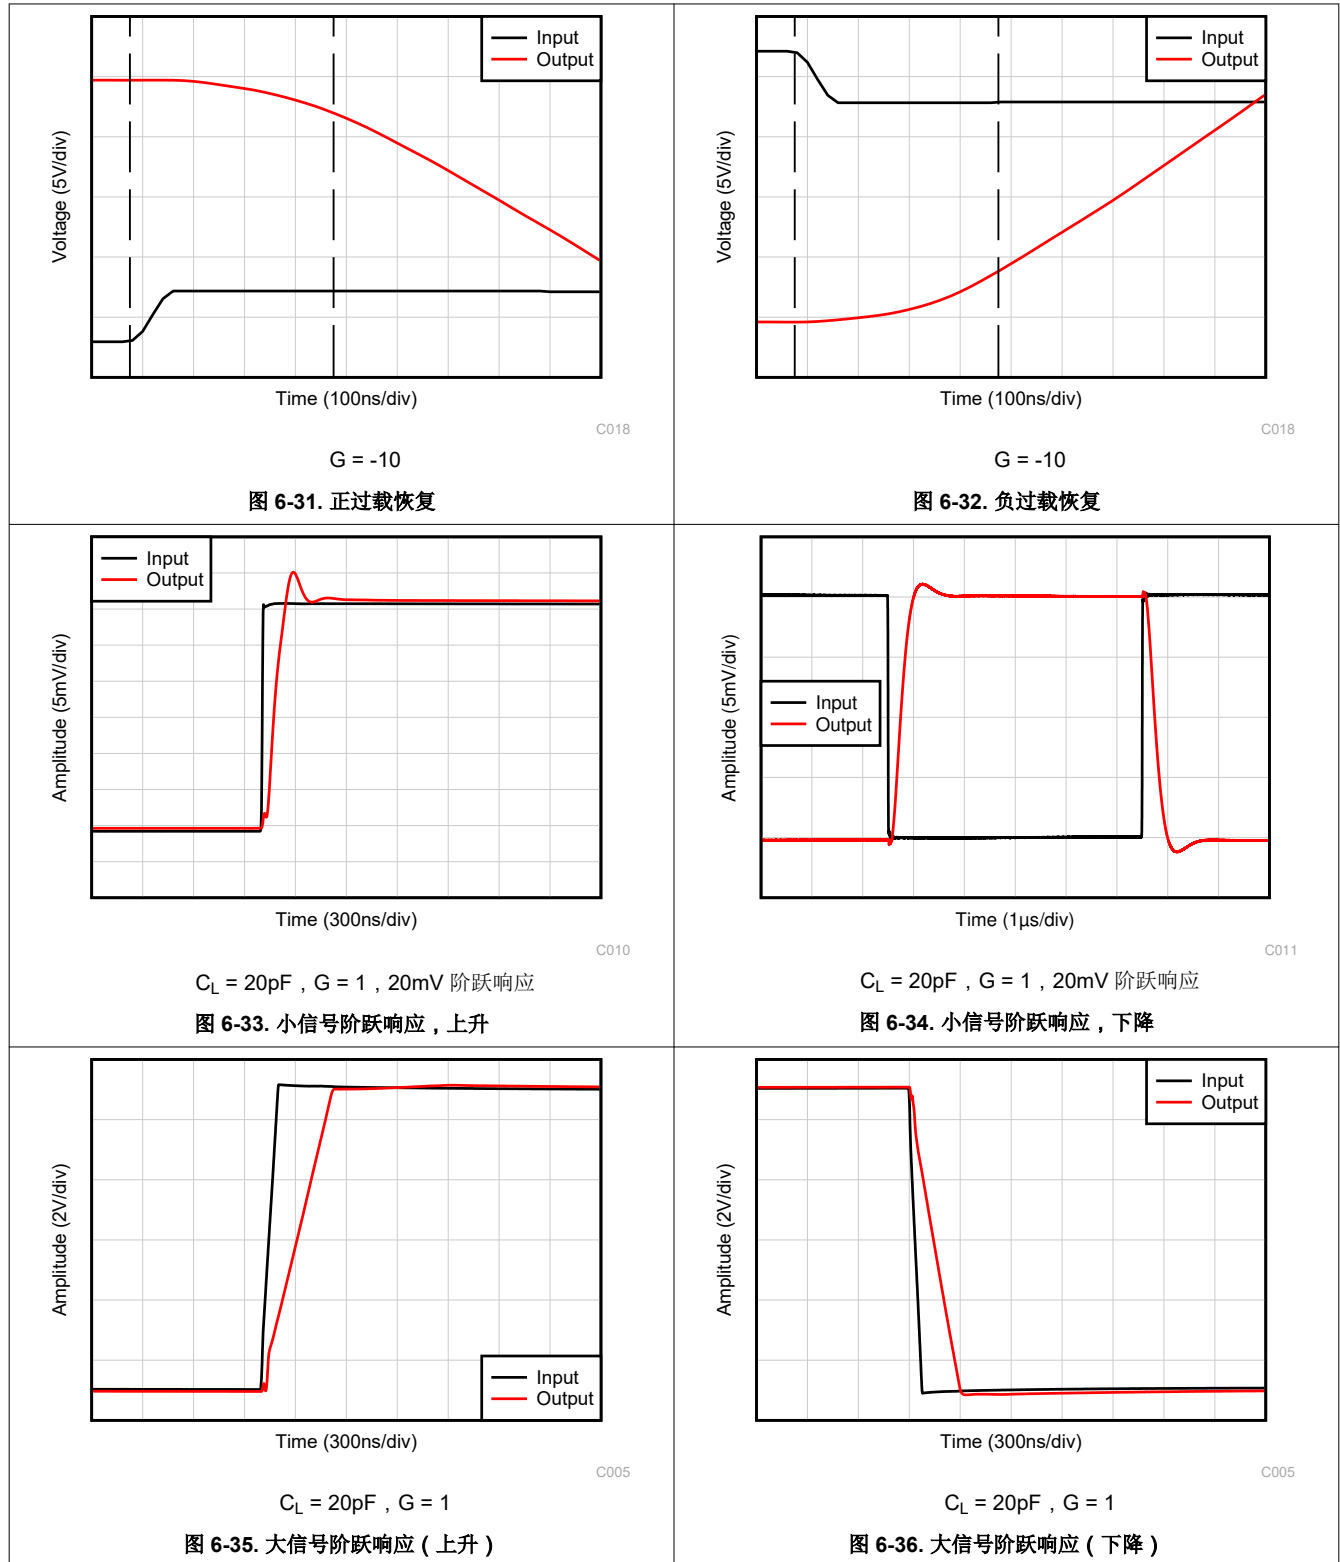 Input
Output
Voltage (5V/div)
Time (100ns/div)
C018
G = -10
图 6-31. 正过载恢复
Input
Output
Voltage (5V/div)
Time (100ns/div)
C018
G = -10
图 6-32. 负过载恢复
Input
Output
Amplitude (5mV/div)
Time (300ns/div)
C010
CL = 20pF，G = 1，20mV 阶跃响应
图 6-33. 小信号阶跃响应，上升
Input
Output
Amplitude (5mV/div)
Time (1μs/div)
C011
CL = 20pF，G = 1，20mV 阶跃响应
图 6-34. 小信号阶跃响应，下降
Input
Output
Amplitude (2V/div)
Time (300ns/div)
C005
CL = 20pF，G = 1
图 6-35. 大信号阶跃响应（上升）
Input
Output
Amplitude (2V/div)
Time (300ns/div)
C005
CL = 20pF，G = 1
图 6-36. 大信号阶跃响应（下降）